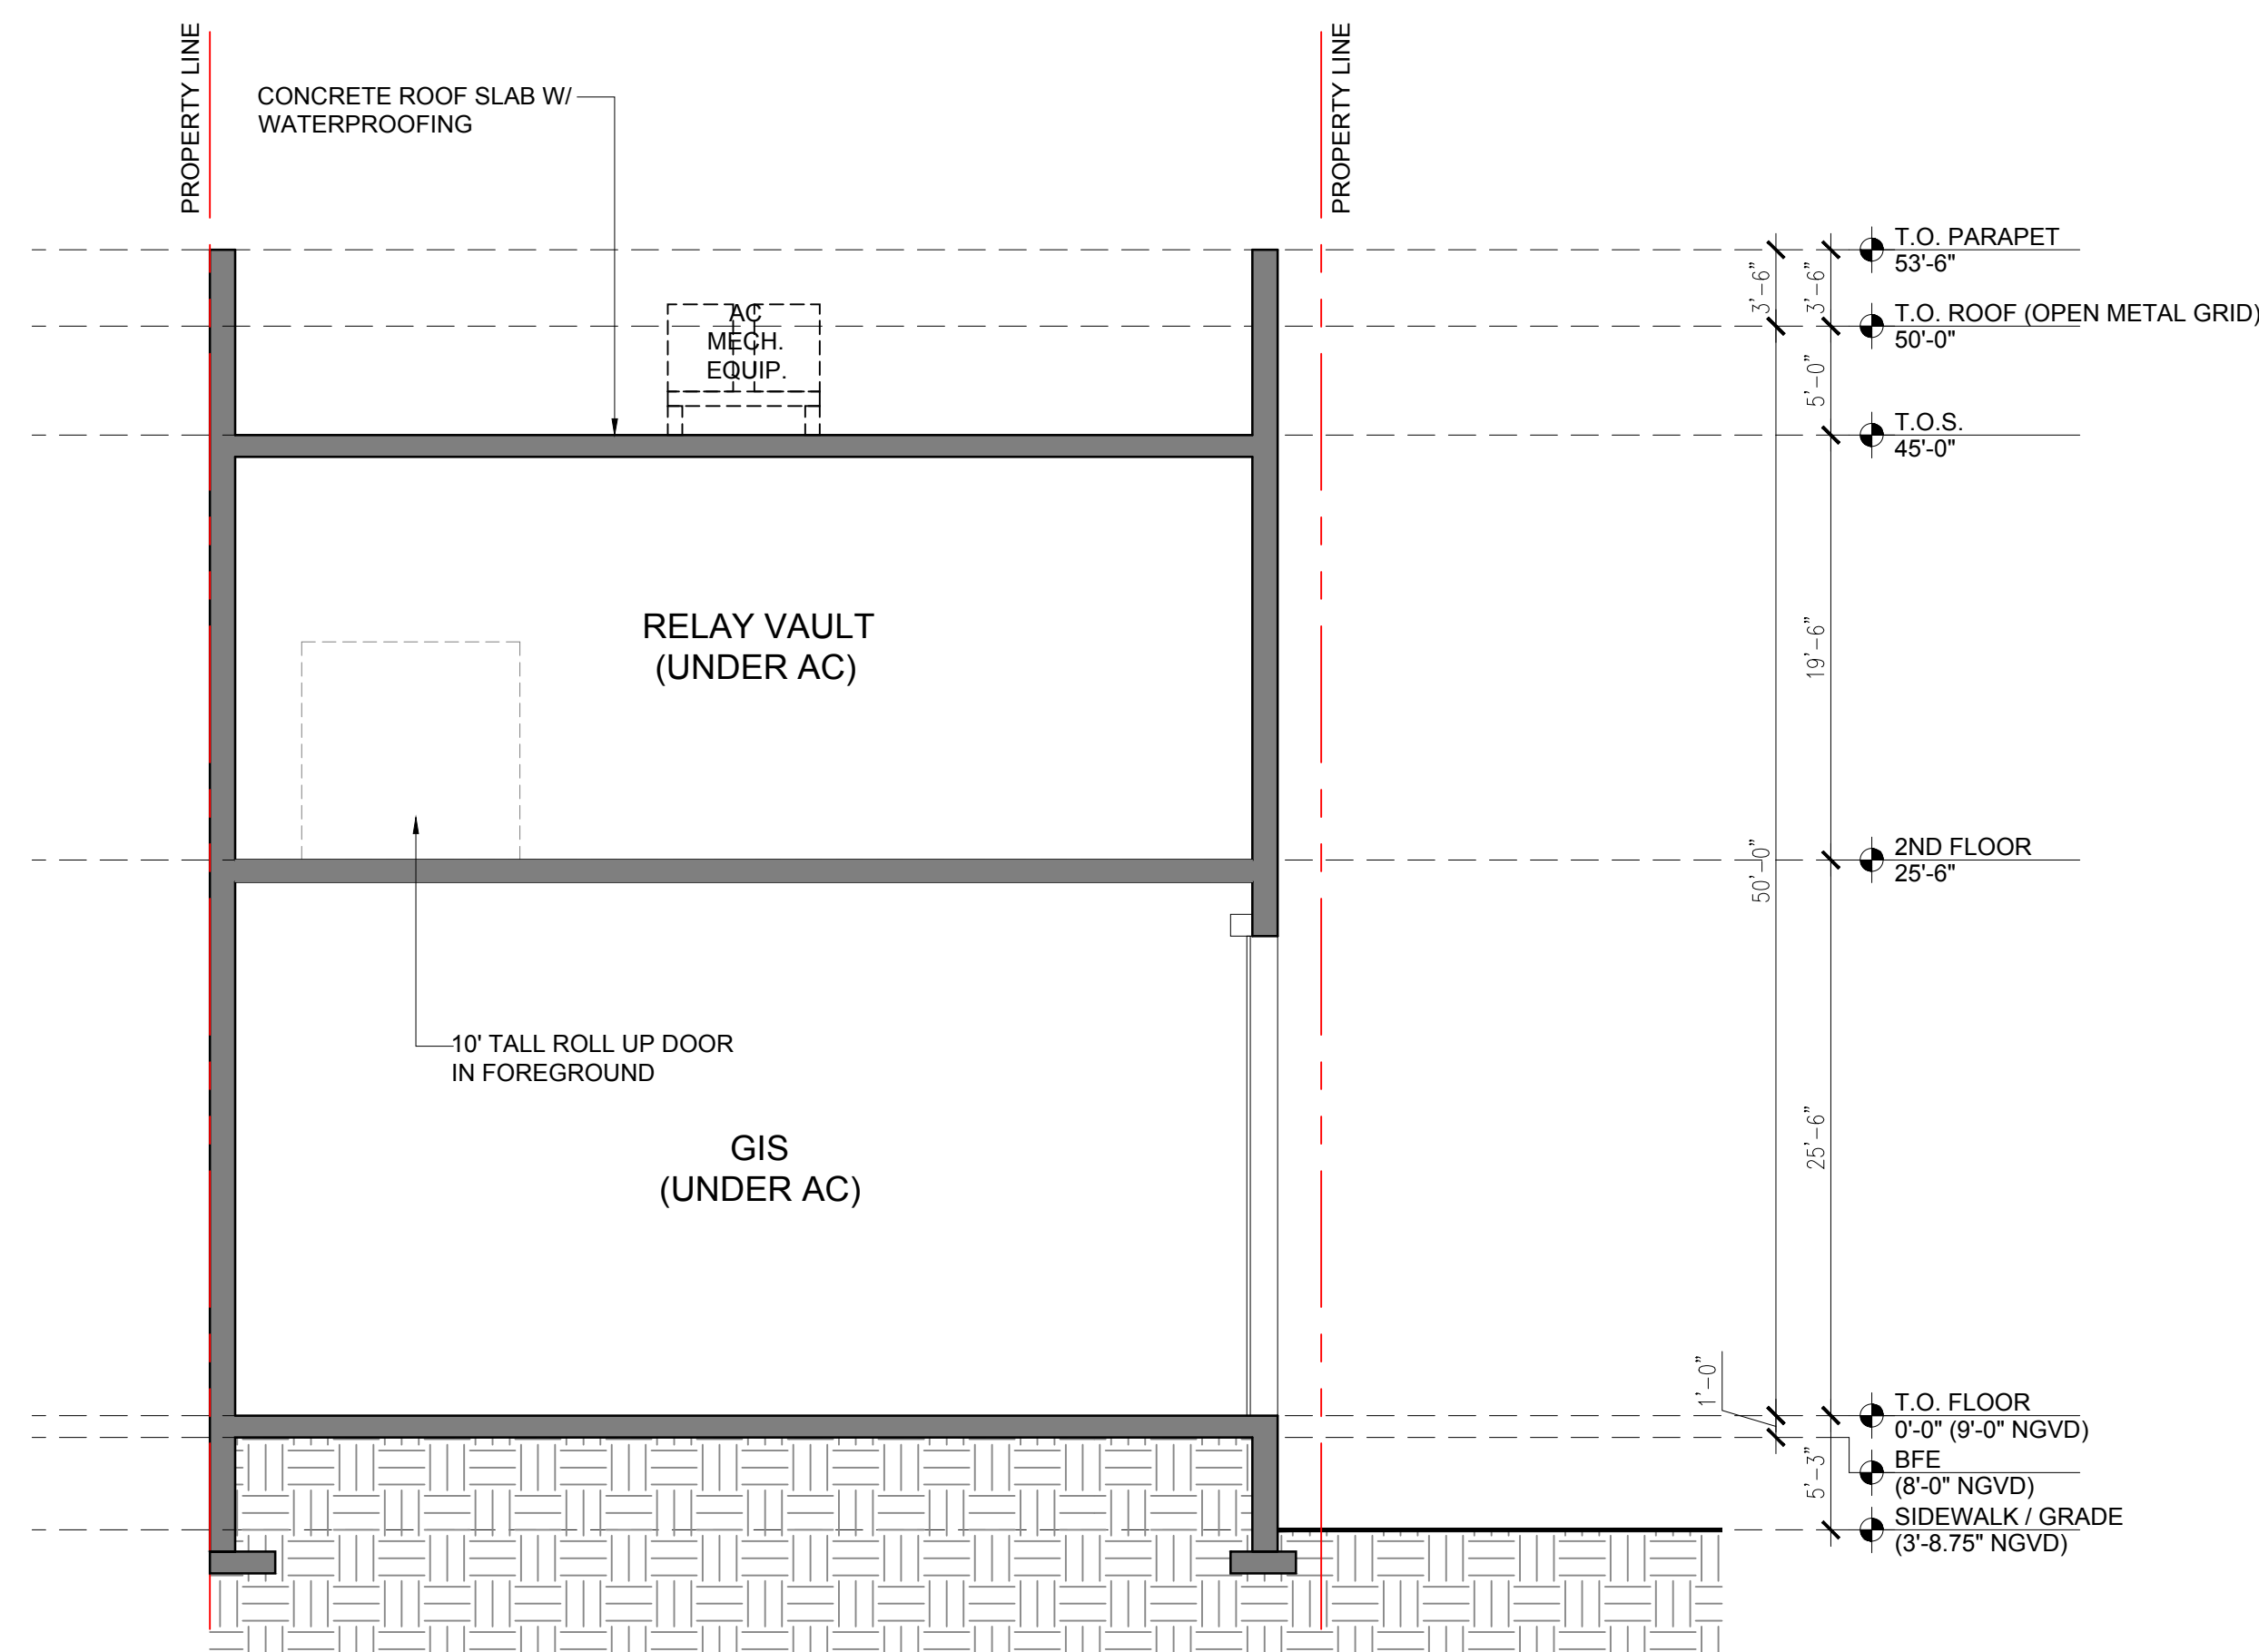 PROPERTY LINE
PROPERTY LINE
CONCRETE ROOF SLAB W/
WATERPROOFING
T.O. PARAPET
53'-6"
3'-6"
3'-6"
AC
MECH.
EQUIP.
T.O. ROOF (OPEN METAL GRID)
50'-0"
5'-0"
T.O.S.
45'-0"
RELAY VAULT
(UNDER AC)
19'-6"
2ND FLOOR
25'-6"
50'-0"
10' TALL ROLL UP DOOR
IN FOREGROUND
GIS
(UNDER AC)
25'-6"
1'-0"
T.O. FLOOR
0'-0" (9'-0" NGVD)
BFE
(8'-0" NGVD)
5'-3"
SIDEWALK / GRADE
(3'-8.75" NGVD)